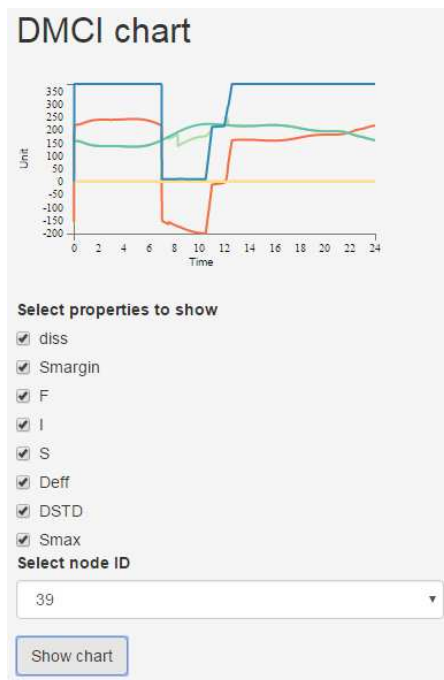 DMCI chart
350
300
250
200
150
100
50
0
-50
-100
-150
-200
Unit
0 2 4 6 8 10 12 14 16 18 20 22 24
Time
Select properties to show
diss
Smargin
F
I
S
Deff
DSTD
Smax
Select node ID
39
Show chart